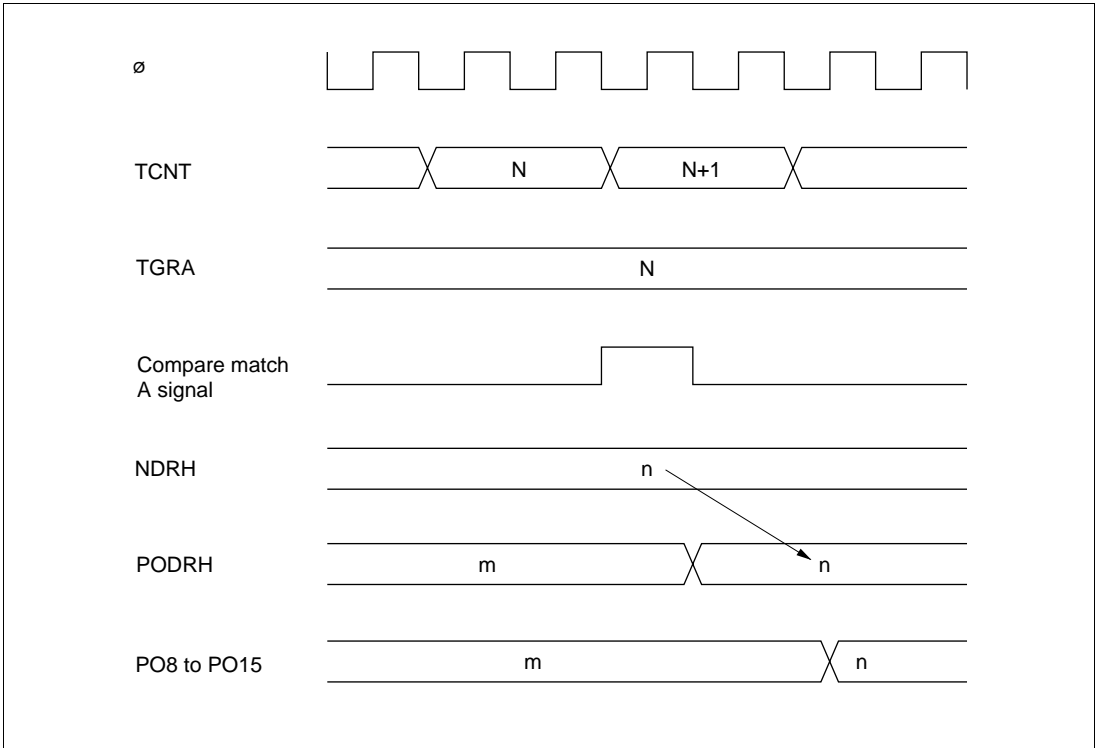 ø
TCNT
N
N+1
TGRA
N
Compare match
A signal
NDRH
n
PODRH
m
n
PO8 to PO15
m
n